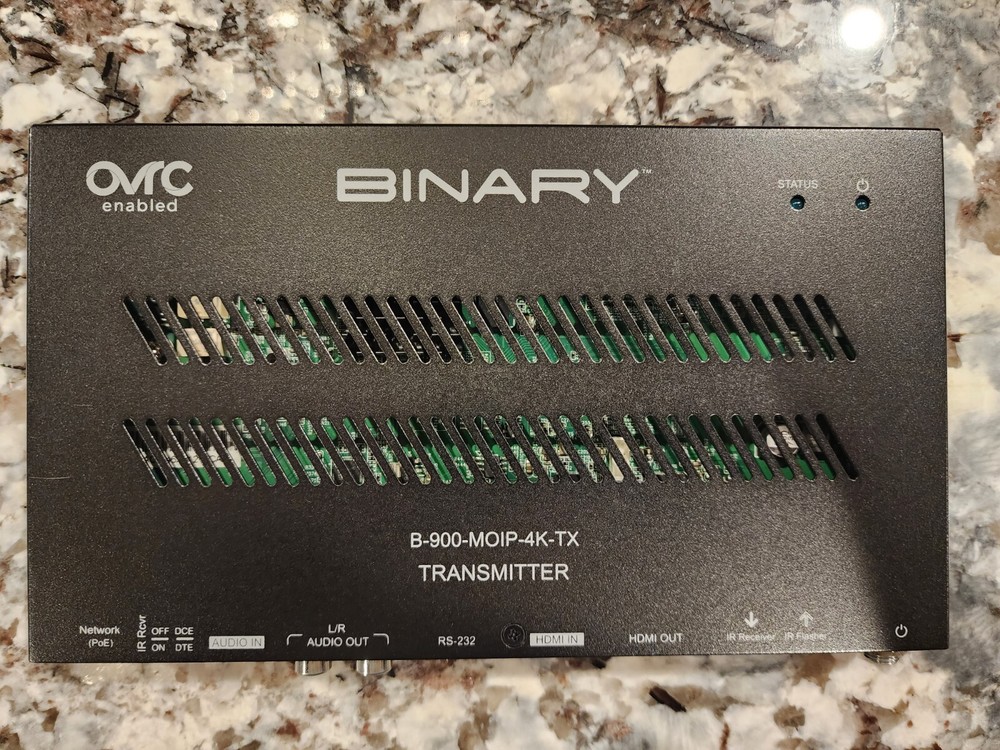 ovrc
enabled
BINARY™
STATUS
B-900-MOIP-4K-TX
TRANSMITTER
Network
(PoE)
IR Rcvr
OFF DCE
ON DTE
AUDIO IN
L/R
AUDIO OUT
RS-232
HDMI IN
HDMI OUT
IR Receiver
IR Flasher